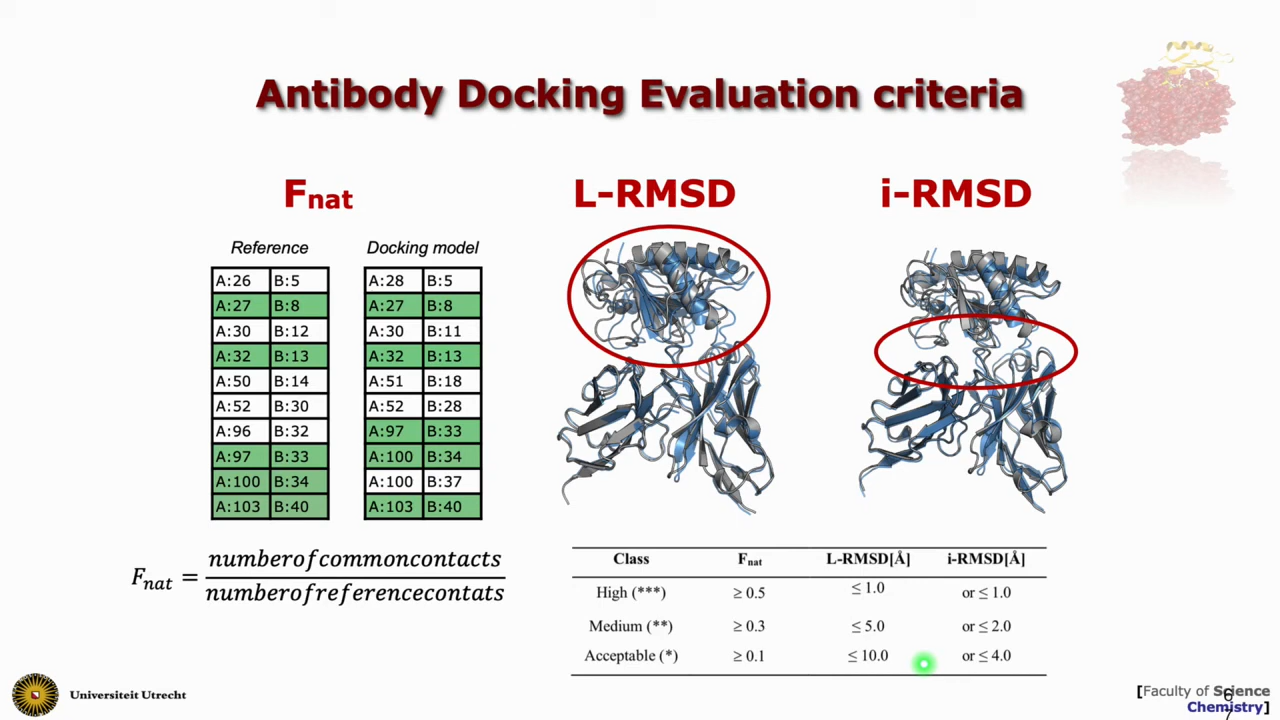 Antibody Docking Evaluation criteria
Fnat
L-RMSD
i-RMSD
Reference
A:26 B:5
A:27 B:8
A:30 B:12
A:32 B:13
A:50 B:14
A:52 B:30
A:96 B:32
A:97 B:33
A:100 B:34
A:103 B:40
Docking model
A:28 B:5
A:27 B:8
A:30 B:11
A:32 B:13
A:51 B:18
A:52 B:28
A:97 B:33
A:100 B:34
A:100 B:37
A:103 B:40
numberofcommoncontacts
Fnat =
numberofreferencecontats
Class Fnat L-RMSD[Å] i-RMSD[Å]
High (***) ≥ 0.5 ≤ 1.0 or ≤ 1.0
Medium (**) ≥ 0.3 ≤ 5.0 or ≤ 2.0
Acceptable (*) ≥ 0.1 ≤ 10.0 or ≤ 4.0
Universiteit Utrecht
[Faculty of Science
Chemistry]
6
7